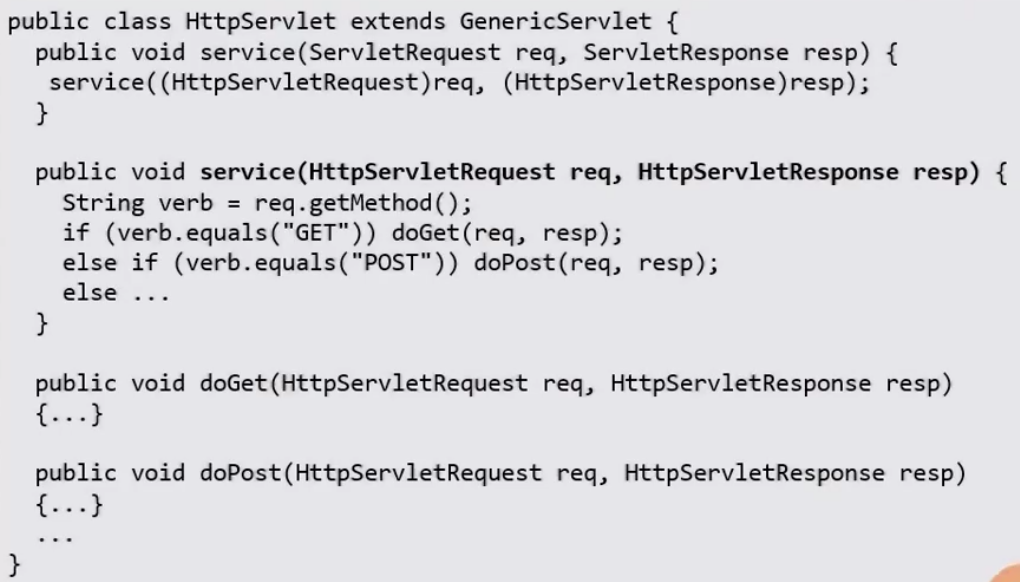 public class HttpServlet extends GenericServlet {
  public void service(ServletRequest req, ServletResponse resp) {
   service((HttpServletRequest)req, (HttpServletResponse)resp);
  }

  public void service(HttpServletRequest req, HttpServletResponse resp) {
    String verb = req.getMethod();
    if (verb.equals("GET")) doGet(req, resp);
    else if (verb.equals("POST")) doPost(req, resp);
    else ...
  }

  public void doGet(HttpServletRequest req, HttpServletResponse resp)
  {...}

  public void doPost(HttpServletRequest req, HttpServletResponse resp)
  {...}
  ...
}